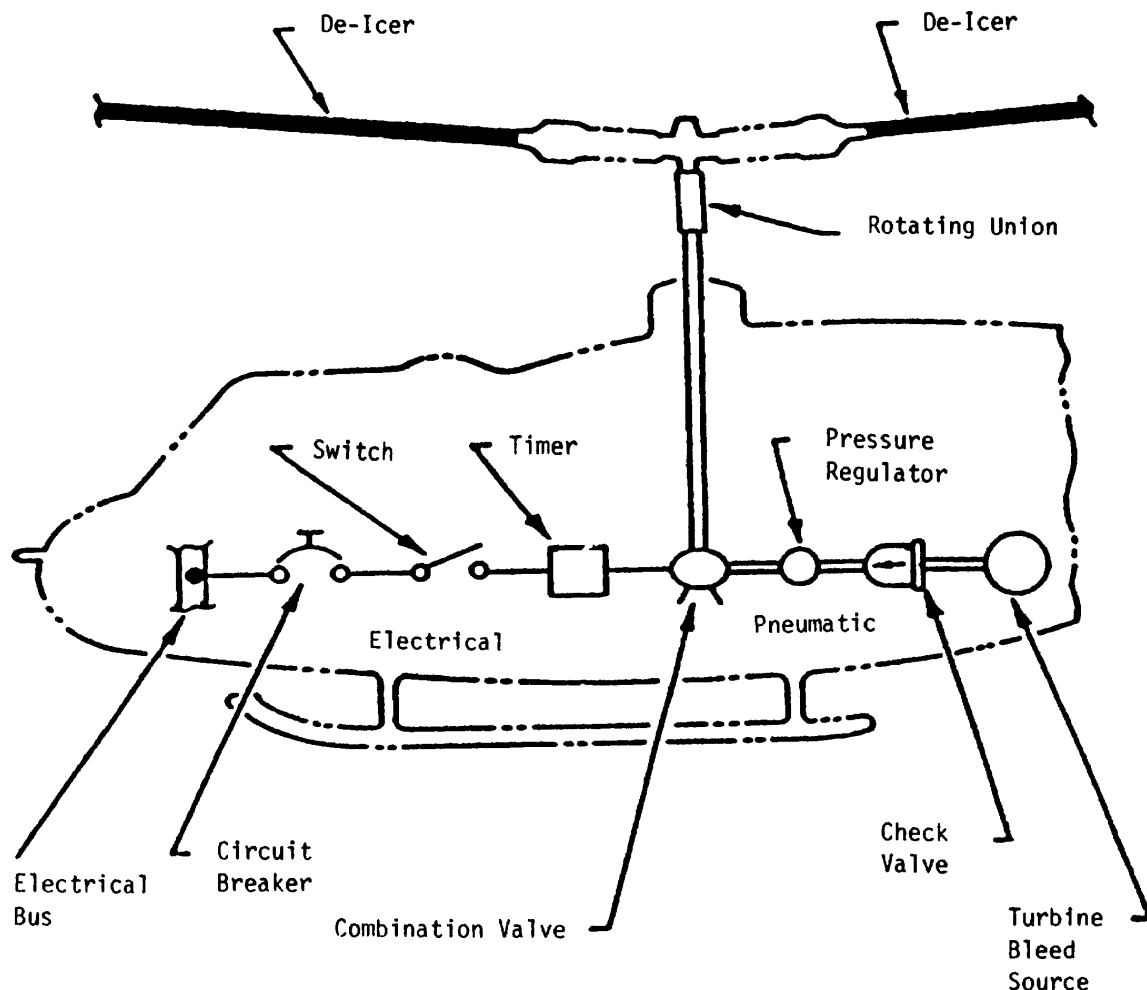 De-Icer
De-Icer
Rotating Union
Switch
Timer
Pressure
Regulator
Electrical
Pneumatic
Circuit
Breaker
Check
Valve
Electrical
Bus
Combination Valve
Turbine
Bleed
Source